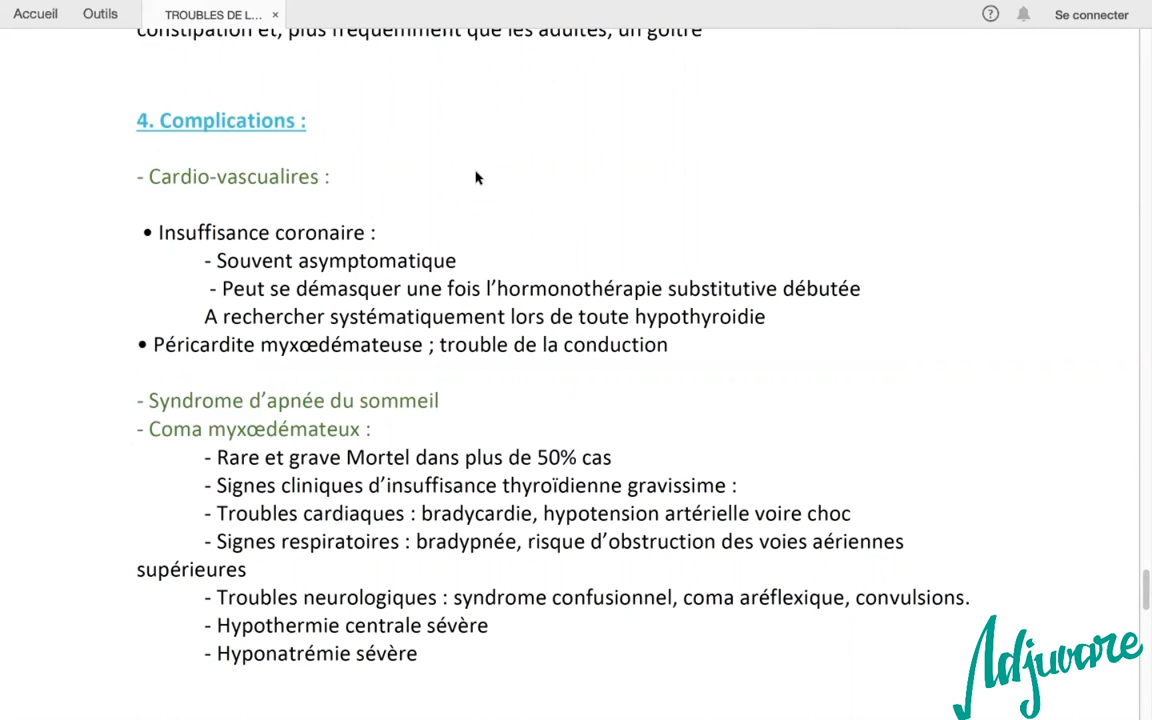 Accueil Outils TROUBLES DE L... × ? Se connecter
constipation et, plus fréquemment que les adultes, un goitre
4. Complications :
- Cardio-vascualires :
• Insuffisance coronaire :
- Souvent asymptomatique
- Peut se démasquer une fois l’hormonothérapie substitutive débutée
A rechercher systématiquement lors de toute hypothyroidie
• Péricardite myxœdémateuse ; trouble de la conduction
- Syndrome d’apnée du sommeil
- Coma myxœdémateux :
- Rare et grave Mortel dans plus de 50% cas
- Signes cliniques d’insuffisance thyroïdienne gravissime :
- Troubles cardiaques : bradycardie, hypotension artérielle voire choc
- Signes respiratoires : bradypnée, risque d’obstruction des voies aériennes
supérieures
- Troubles neurologiques : syndrome confusionnel, coma aréflexique, convulsions.
- Hypothermie centrale sévère
- Hyponatrémie sévère
Adjuvare